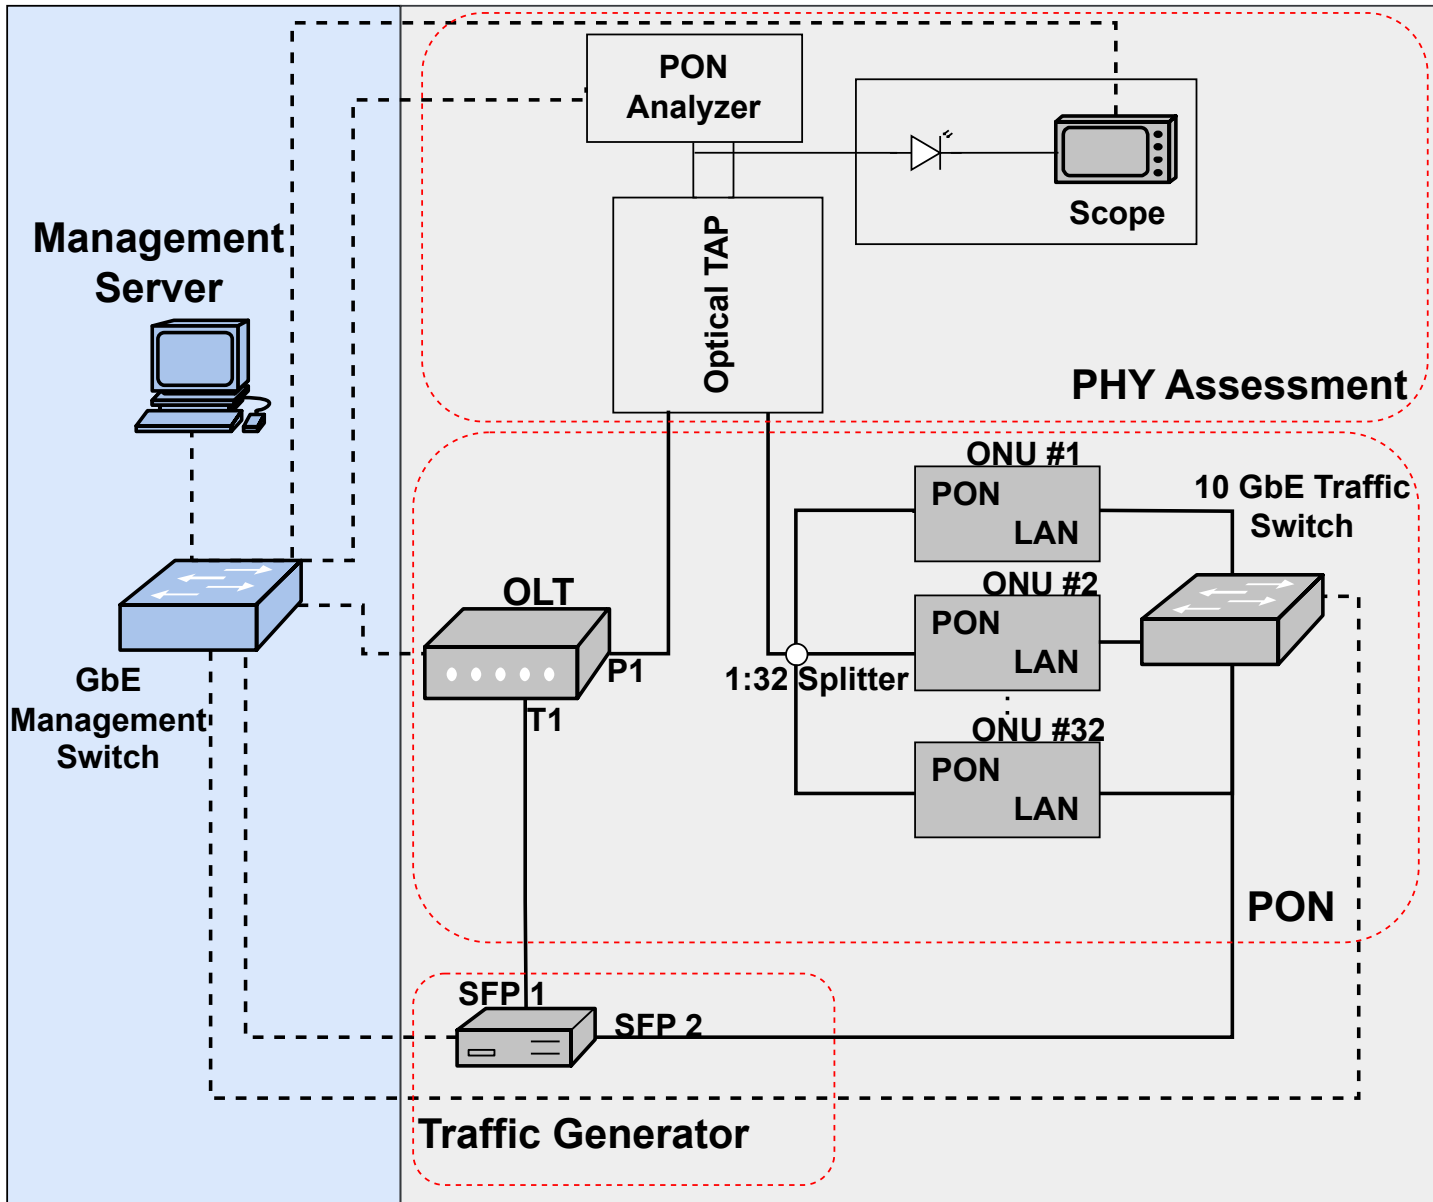 PON
Analyzer
Scope
Optical TAP
PHY Assessment
Management
Server
GbE
Management
Switch
OLT
P1
T1
1:32 Splitter
ONU #1
PON
LAN
ONU #2
PON
LAN
ONU #32
PON
LAN
10 GbE Traffic
Switch
PON
SFP 1
SFP 2
Traffic Generator